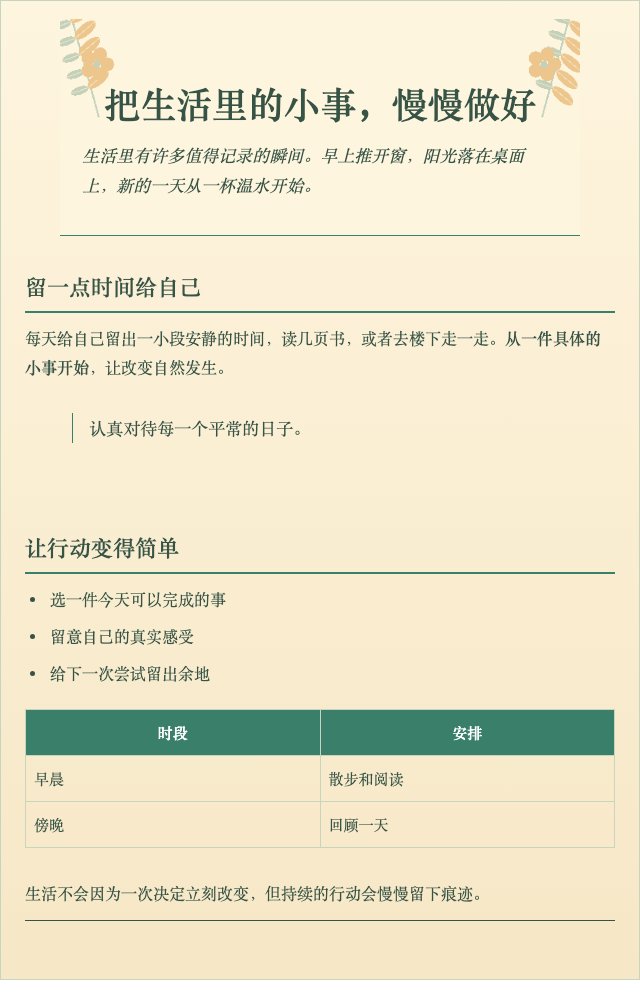 把生活里的小事，慢慢做好
生活里有许多值得记录的瞬间。早上推开窗，阳光落在桌面
上，新的一天从一杯温水开始。
留一点时间给自己
每天给自己留出一小段安静的时间，读几页书，或者去楼下走一走。从一件具体的
小事开始，让改变自然发生。
认真对待每一个平常的日子。
让行动变得简单
• 选一件今天可以完成的事
• 留意自己的真实感受
• 给下一次尝试留出余地
时段 安排
早晨 散步和阅读
傍晚 回顾一天
生活不会因为一次决定立刻改变，但持续的行动会慢慢留下痕迹。